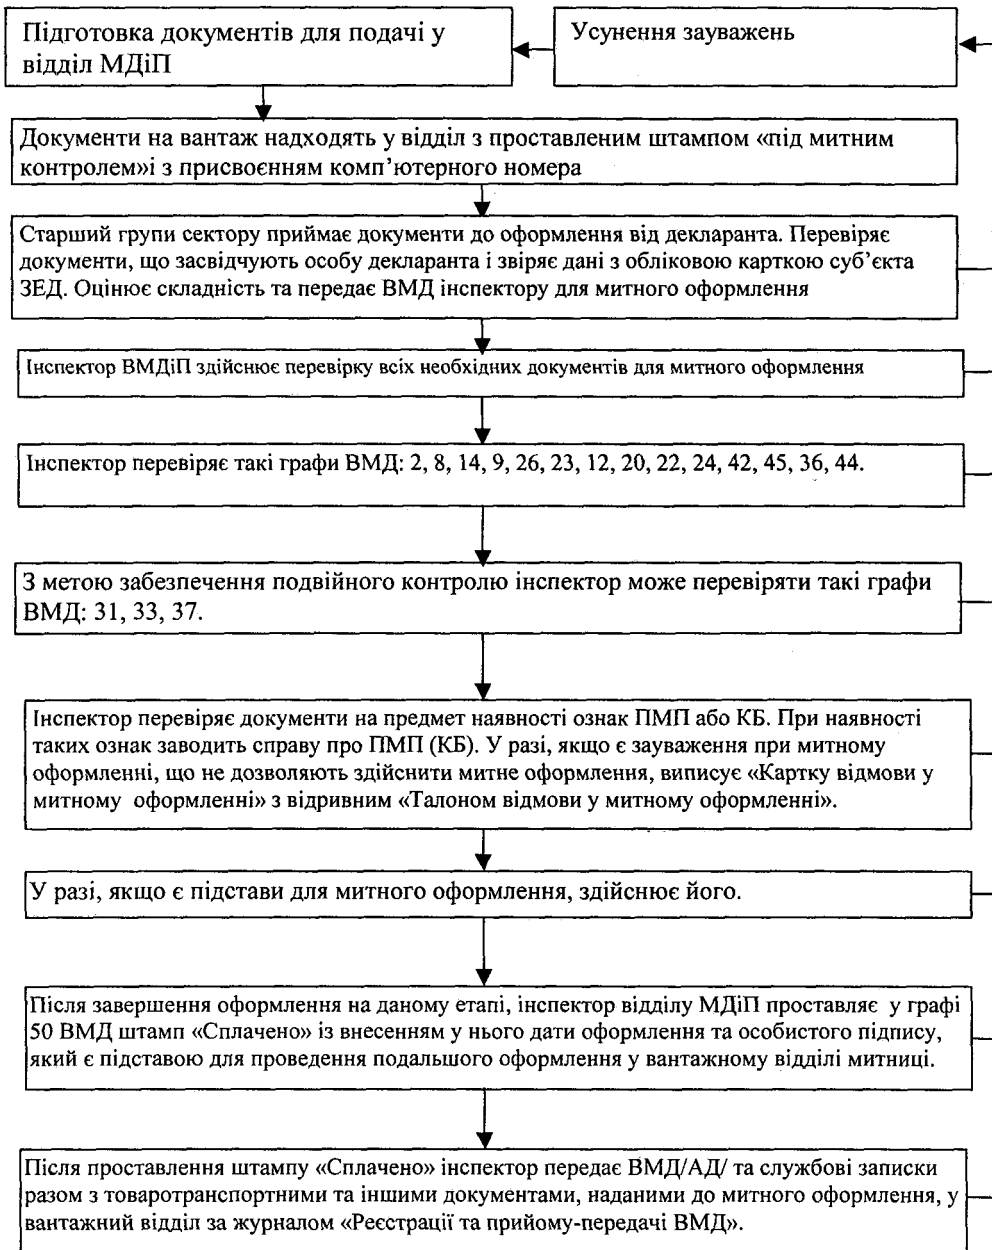 Підготовка документів для подачі у
відділ МДіП
Усунення зауважень
Документи на вантаж надходять у відділ з проставленим штампом «під митним
контролем»і з присвоєнням комп’ютерного номера
Старший групи сектору приймає документи до оформлення від декларанта. Перевіряє
документи, що засвідчують особу декларанта і звіряє дані з обліковою карткою суб’єкта
ЗЕД. Оцінює складність та передає ВМД інспектору для митного оформлення
Інспектор ВМДіП здійснює перевірку всіх необхідних документів для митного оформлення
Інспектор перевіряє такі графи ВМД: 2, 8, 14, 9, 26, 23, 12, 20, 22, 24, 42, 45, 36, 44.
З метою забезпечення подвійного контролю інспектор може перевіряти такі графи
ВМД: 31, 33, 37.
Інспектор перевіряє документи на предмет наявності ознак ПМП або КБ. При наявності
таких ознак заводить справу про ПМП (КБ). У разі, якщо є зауваження при митному
оформленні, що не дозволяють здійснити митне оформлення, виписує «Картку відмови у
митному оформленні» з відривним «Талоном відмови у митному оформленні».
У разі, якщо є підстави для митного оформлення, здійснює його.
Після завершення оформлення на даному етапі, інспектор відділу МДіП проставляє у графі
50 ВМД штамп «Сплачено» із внесенням у нього дати оформлення та особистого підпису,
який є підставою для проведення подальшого оформлення у вантажному відділі митниці.
Після проставлення штампу «Сплачено» інспектор передає ВМД/АД/ та службові записки
разом з товаротранспортними та іншими документами, наданими до митного оформлення, у
вантажний відділ за журналом «Реєстрації та прийому-передачі ВМД».